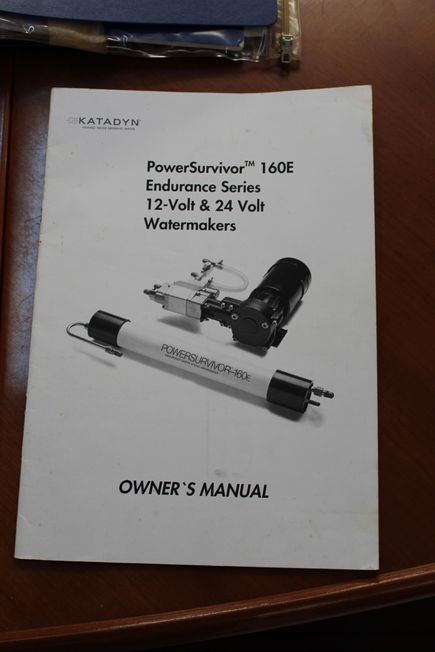 KATADYN®
PowerSurvivor™ 160E
Endurance Series
12-Volt & 24 Volt
Watermakers
POWERSURVIVOR-160E
OWNER`S MANUAL